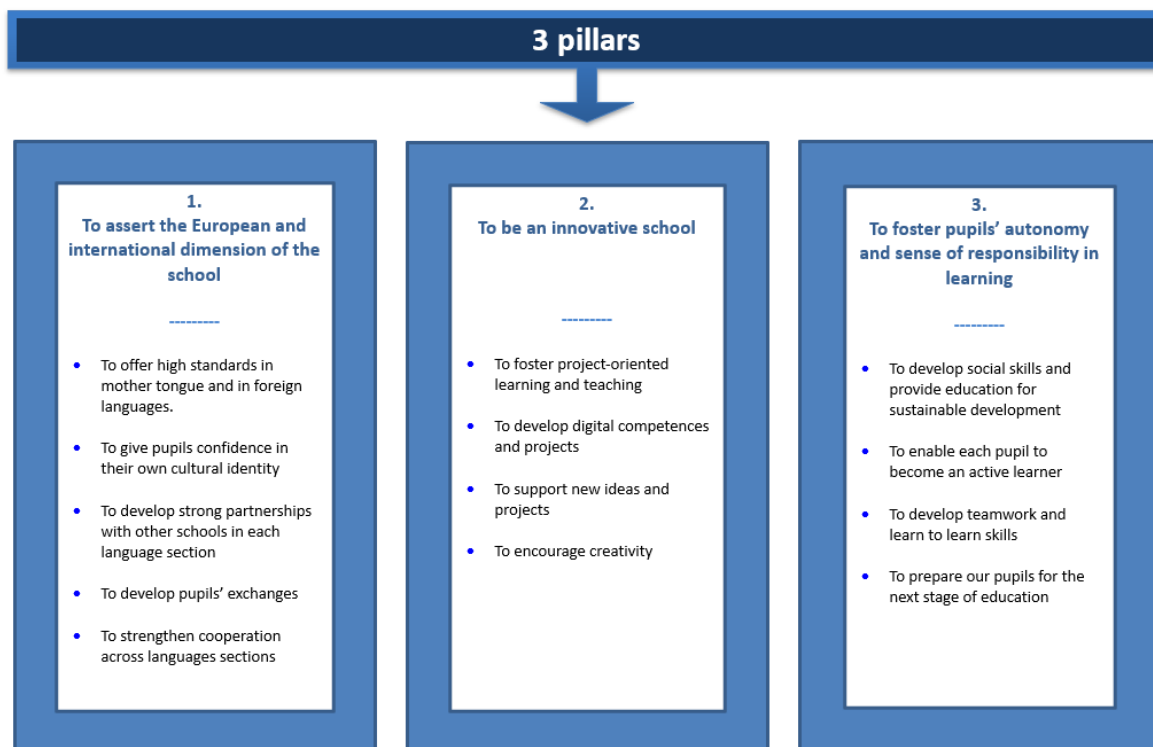 3 pillars
1.
To assert the European and
international dimension of the
school
---------
• To offer high standards in
mother tongue and in foreign
languages.
• To give pupils confidence in
their own cultural identity
• To develop strong partnerships
with other schools in each
language section
• To develop pupils’ exchanges
• To strengthen cooperation
across languages sections
2.
To be an innovative school
---------
• To foster project-oriented
learning and teaching
• To develop digital competences
and projects
• To support new ideas and
projects
• To encourage creativity
3.
To foster pupils’ autonomy
and sense of responsibility in
learning
---------
• To develop social skills and
provide education for
sustainable development
• To enable each pupil to
become an active learner
• To develop teamwork and
learn to learn skills
• To prepare our pupils for the
next stage of education